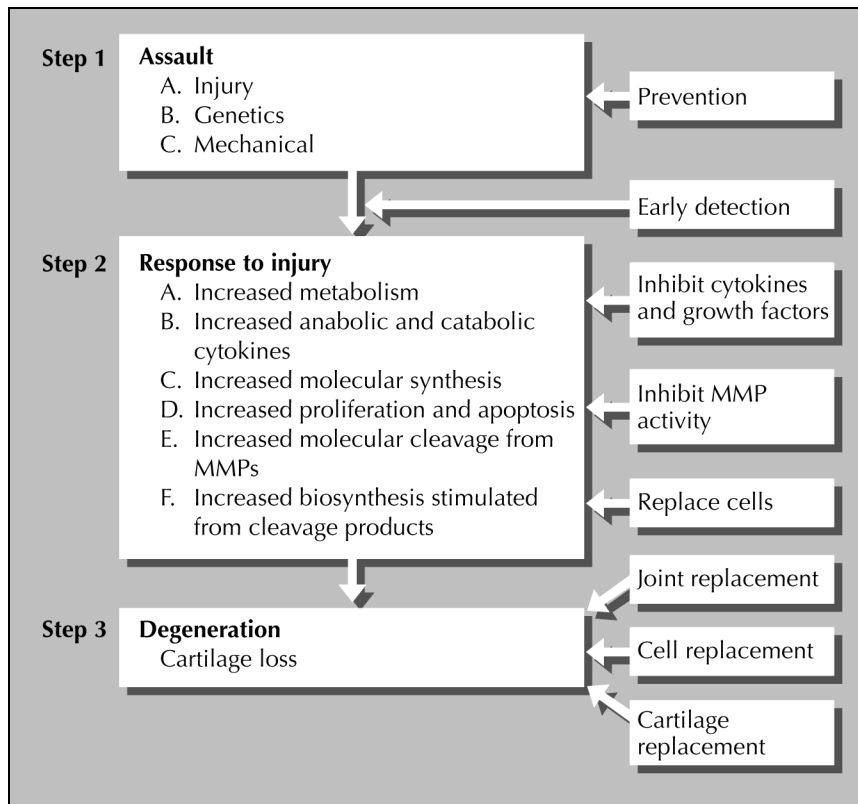 Step 1
Assault
A. Injury
B. Genetics
C. Mechanical
Prevention
Early detection
Step 2
Response to injury
A. Increased metabolism
B. Increased anabolic and catabolic
cytokines
C. Increased molecular synthesis
D. Increased proliferation and apoptosis
E. Increased molecular cleavage from
MMPs
F. Increased biosynthesis stimulated
from cleavage products
Inhibit cytokines
and growth factors
Inhibit MMP
activity
Replace cells
Step 3
Degeneration
Cartilage loss
Joint replacement
Cell replacement
Cartilage
replacement